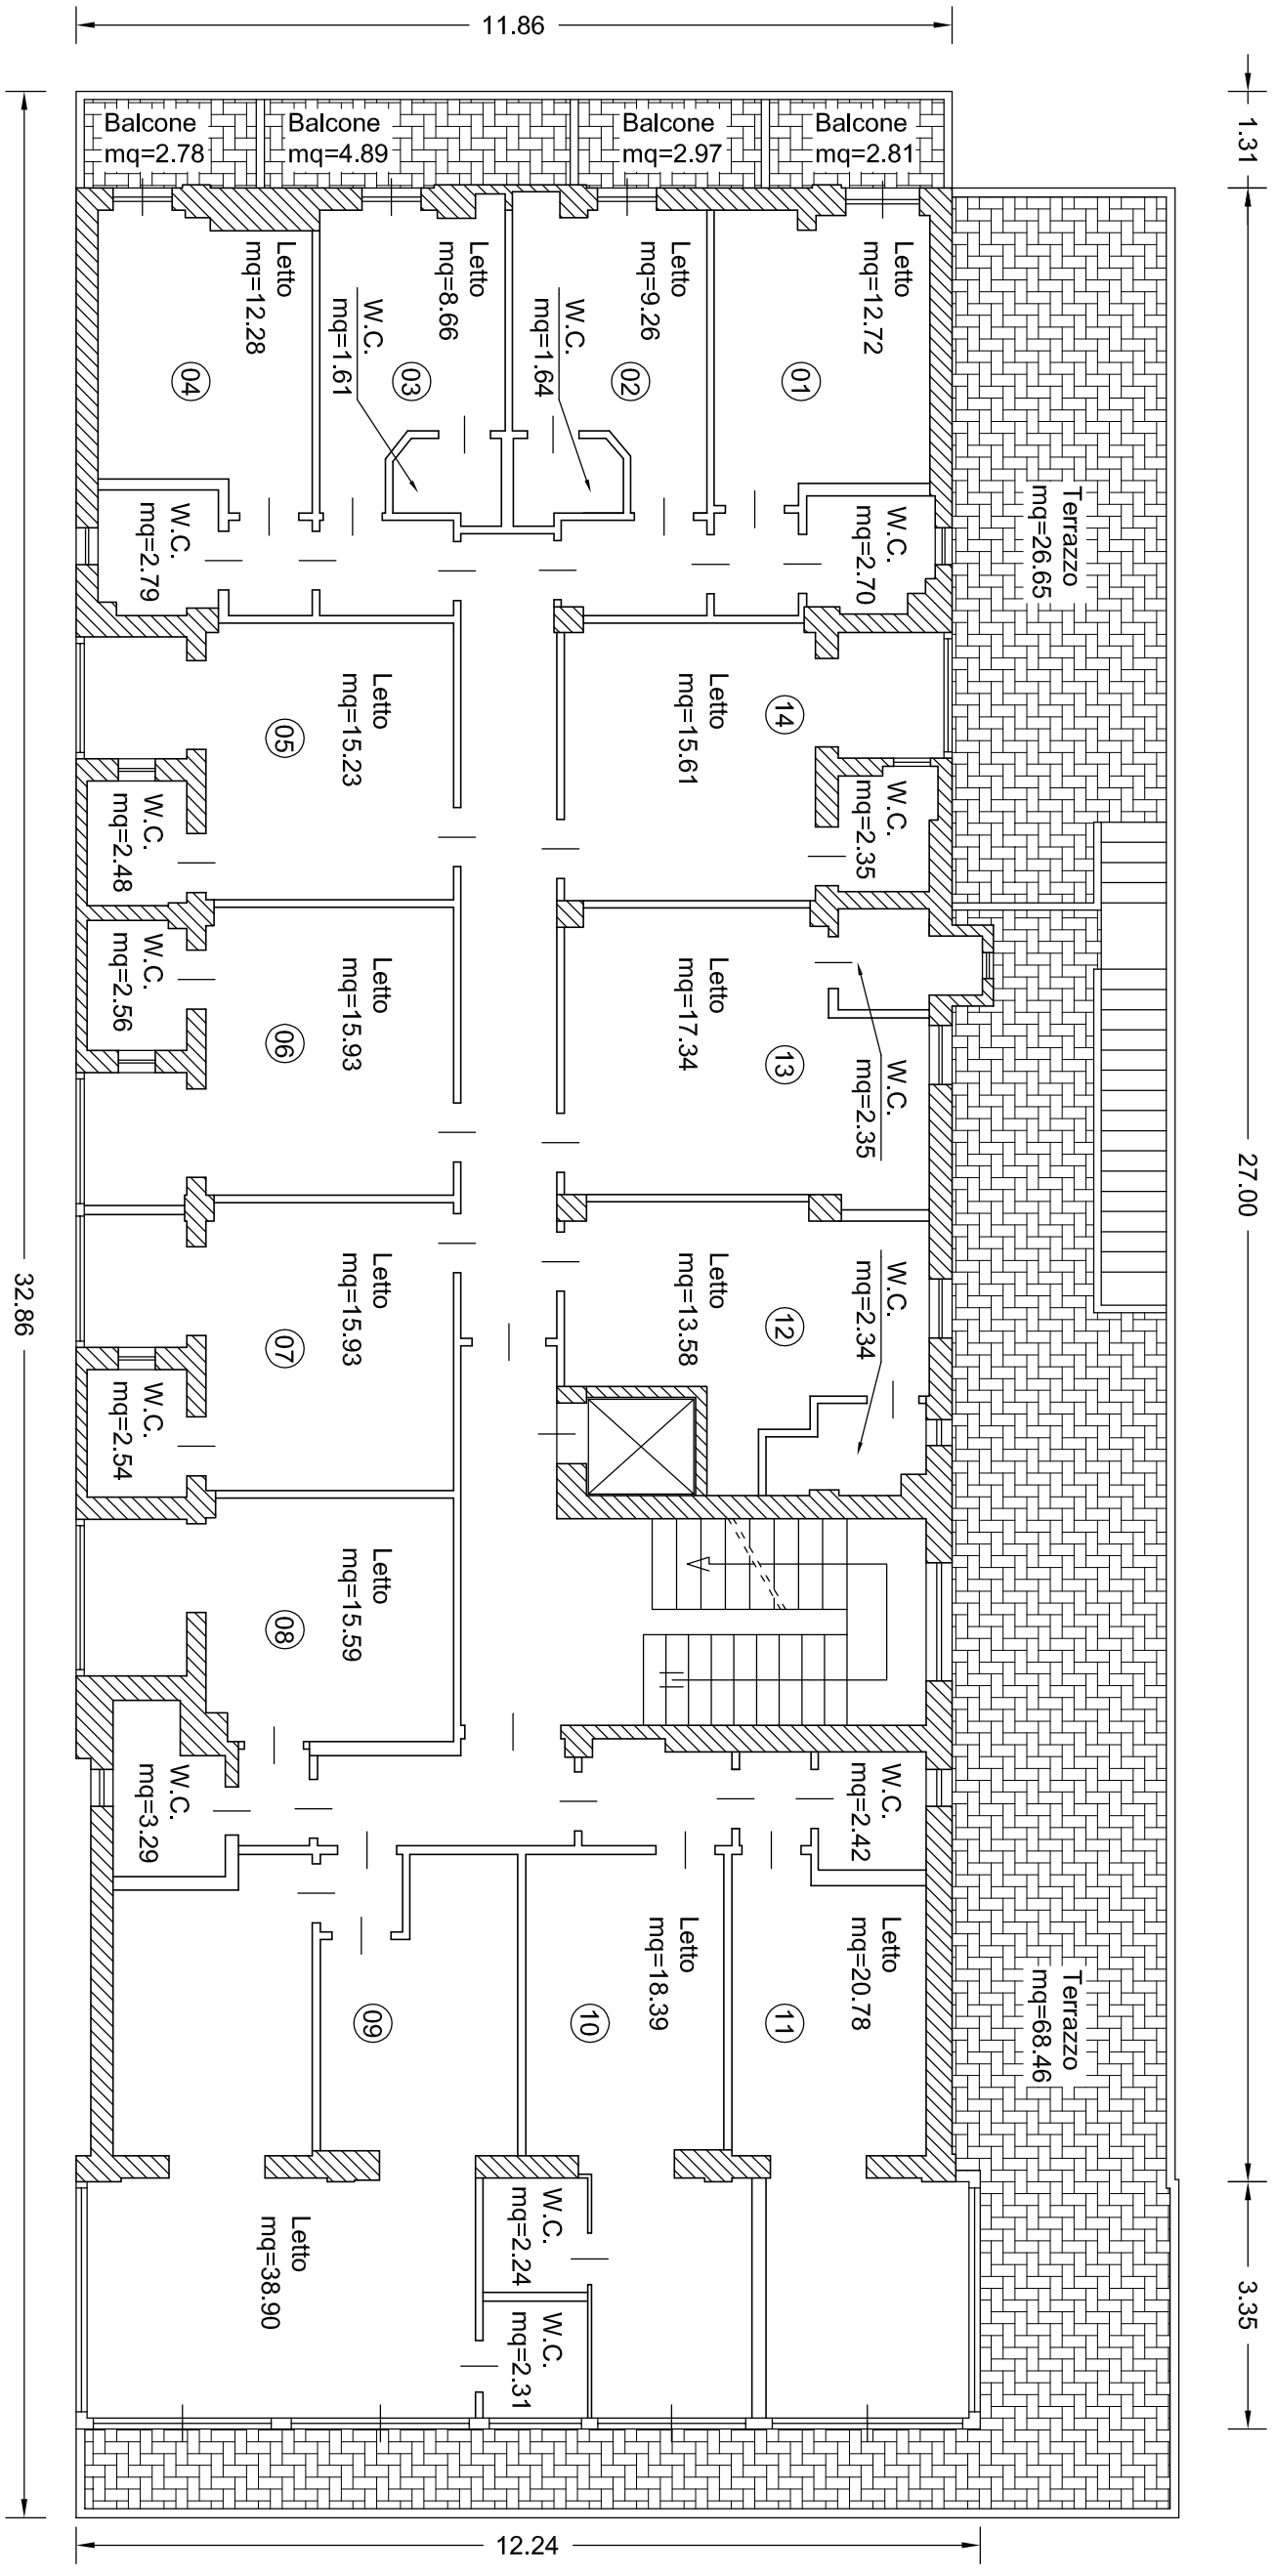 11.86
1.31
Balcone
mq=2.78
Balcone
mq=4.89
Balcone
mq=2.97
Balcone
mq=2.81
Letto
mq=12.28
04
Letto
mq=8.66
03
W.C.
mq=1.61
Letto
mq=9.26
02
W.C.
mq=1.64
Letto
mq=12.72
01
W.C.
mq=2.79
W.C.
mq=2.70
Terrazzo
mq=26.65
Letto
mq=15.23
05
Letto
mq=15.61
14
W.C.
mq=2.48
W.C.
mq=2.35
W.C.
mq=2.56
Letto
mq=15.93
06
Letto
mq=17.34
13
W.C.
mq=2.35
27.00
32.86
Letto
mq=15.93
07
Letto
mq=13.58
12
W.C.
mq=2.34
W.C.
mq=2.54
Letto
mq=15.59
08
W.C.
mq=3.29
W.C.
mq=2.42
09
Letto
mq=18.39
10
Letto
mq=20.78
11
Terrazzo
mq=68.46
Letto
mq=38.90
W.C.
mq=2.24
W.C.
mq=2.31
3.35
12.24